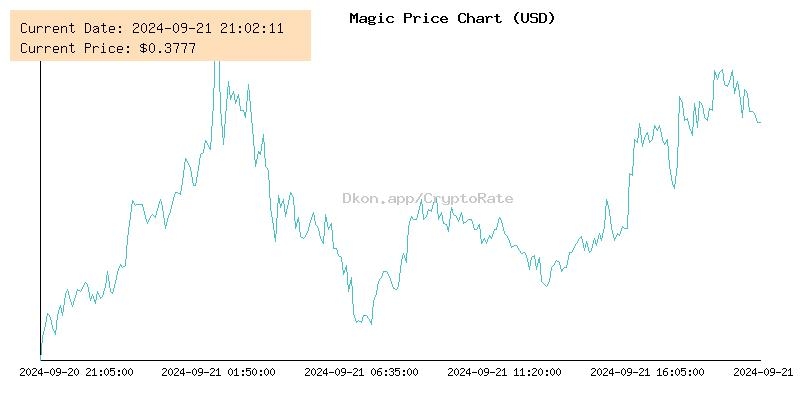 Magic Price Chart (USD)
Current Date: 2024-09-21 21:02:11
Current Price: $0.3777
Dkon.app/CryptoRate
2024-09-20 21:05:00 2024-09-21 01:50:00 2024-09-21 06:35:00 2024-09-21 11:20:00 2024-09-21 16:05:00 2024-09-21